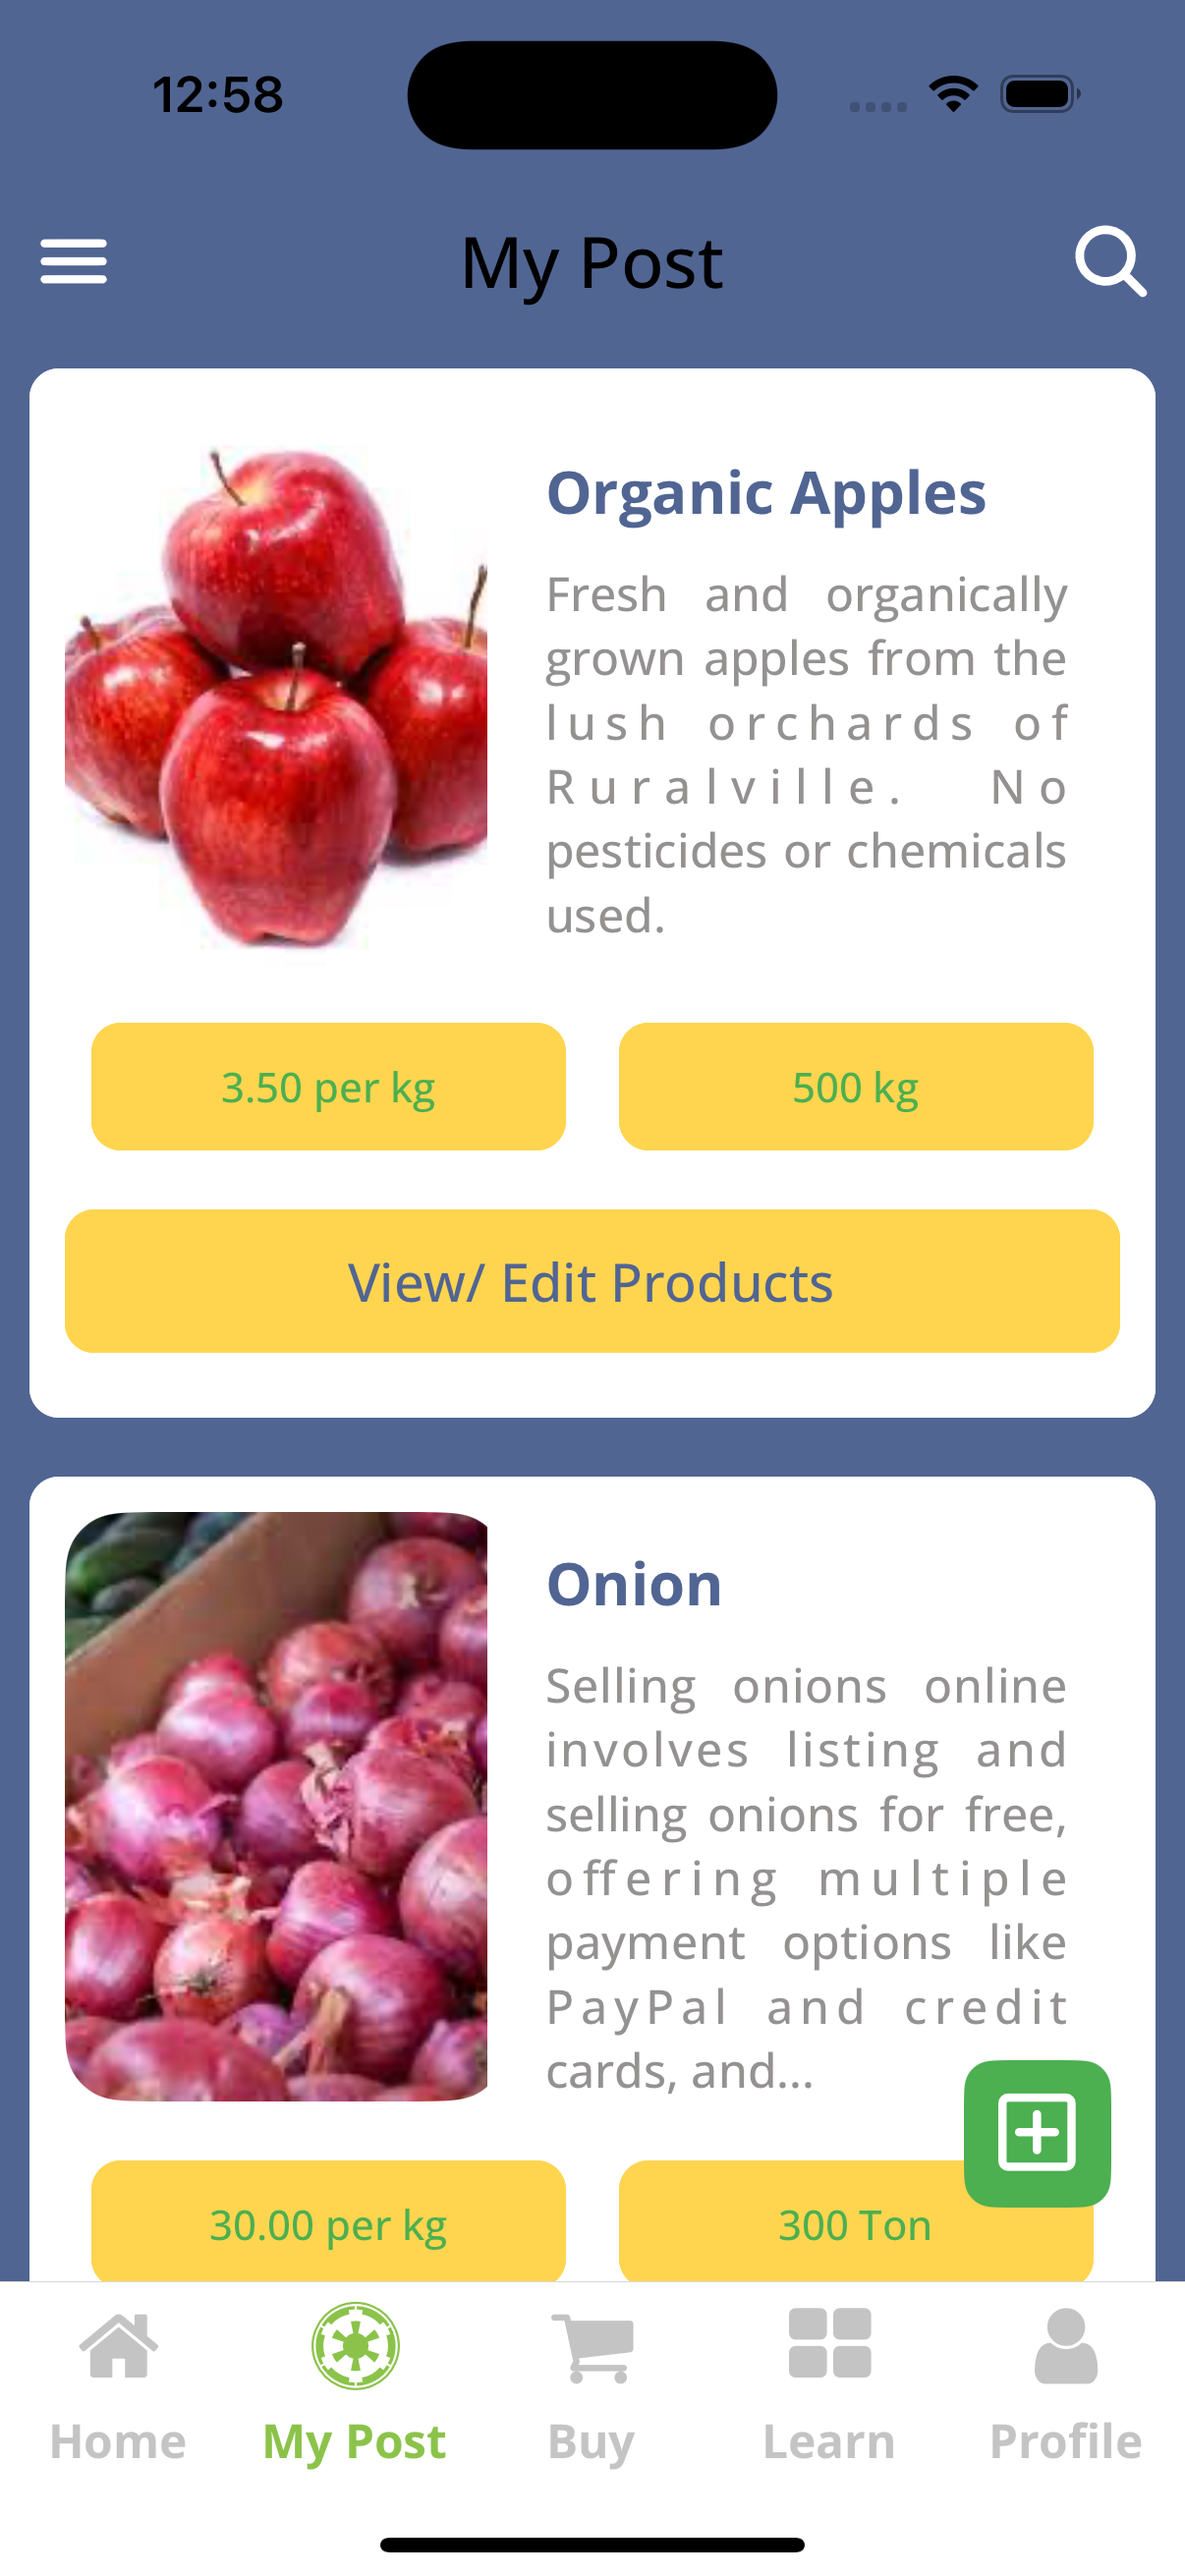 12:58
My Post
Organic Apples
Fresh and organically
grown apples from the
lush orchards of
Ruralville. No
pesticides or chemicals
used.
3.50 per kg
500 kg
View/ Edit Products
Onion
Selling onions online
involves listing and
selling onions for free,
offering multiple
payment options like
PayPal and credit
cards, and...
30.00 per kg
300 Ton
Home
My Post
Buy
Learn
Profile